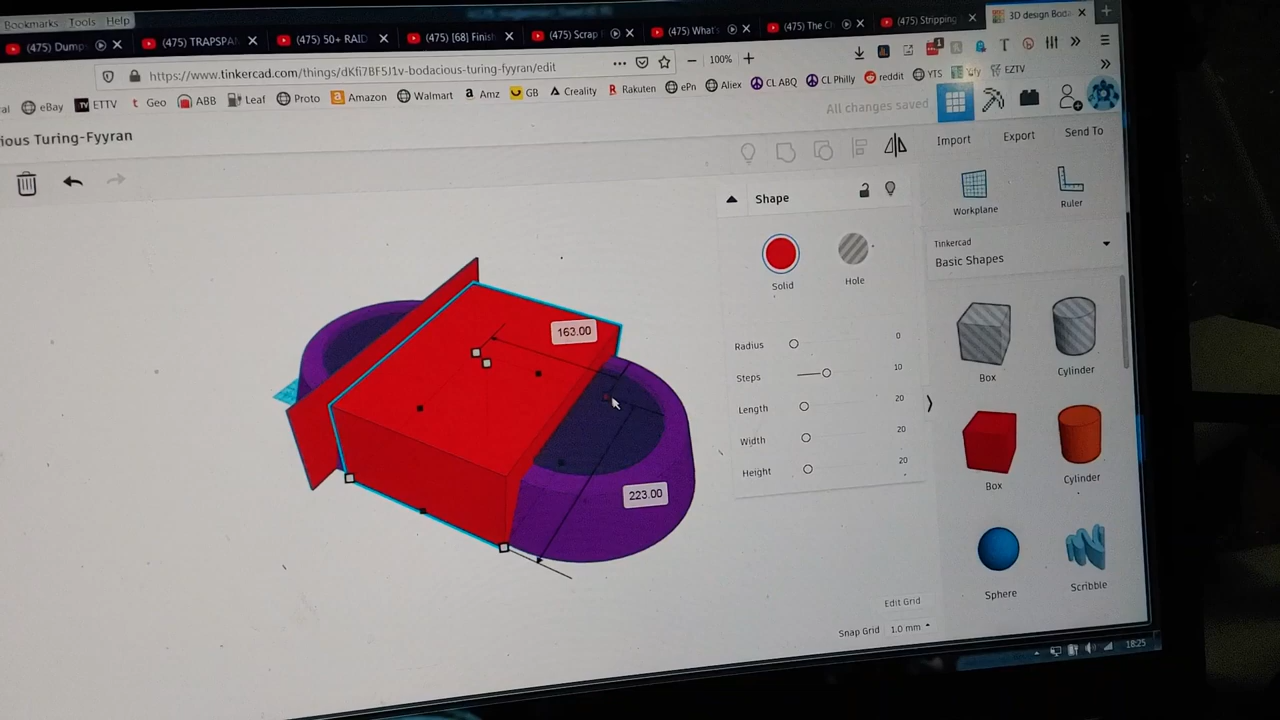 Bookmarks Tools Help
(475) Dump
(475) TRAPSPA
(475) 50+ RAID
(475) [68] Finish
(475) Scrap
(475) What's
(475) The C
(475) Stripping
3D design Boda
https://www.tinkercad.com/things/dKfi7BF5J1v-bodacious-turing-fyyran/edit
100%
eBay
ETTV
Geo
ABB
Leaf
Proto
Amazon
Walmart
Amz
GB
Creality
Rakuten
ePn
Aliex
CL ABQ
CL Philly
reddit
YTS
EZTV
ious Turing-Fyyran
All changes saved
Import
Export
Send To
Shape
Workplane
Ruler
Solid
Hole
Tinkercad
Basic Shapes
163.00
223.00
Radius
0
Steps
10
Length
20
Width
20
Height
20
Box
Cylinder
Box
Cylinder
Sphere
Scribble
Edit Grid
Snap Grid 1.0 mm
18:25